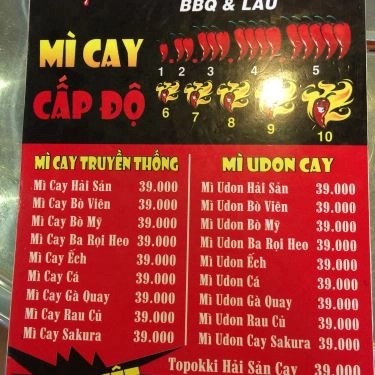 BBQ & LẨU
MÌ CAY
CẤP ĐỘ
1 2 3 4 5
6 7 8 9 10
MÌ CAY TRUYỀN THỐNG
Mì Cay Hải Sản 39.000
Mì Cay Bò Viên 39.000
Mì Cay Bò Mỹ 39.000
Mì Cay Ba Rọi Heo 39.000
Mì Cay Ếch 39.000
Mì Cay Cá 39.000
Mì Cay Gà Quay 39.000
Mì Cay Rau Củ 39.000
Mì Cay Sakura 39.000
MÌ UDON CAY
Mì Udon Hải Sản 39.000
Mì Udon Bò Viên 39.000
Mì Udon Bò Mỹ 39.000
Mì Udon Ba Rọi Heo 39.000
Mì Udon Ếch 39.000
Mì Udon Cá 39.000
Mì Udon Gà Quay 39.000
Mì Udon Rau Củ 39.000
Mì Udon Cay Sakura 39.000
Topokki Hải Sản Cay 39.000